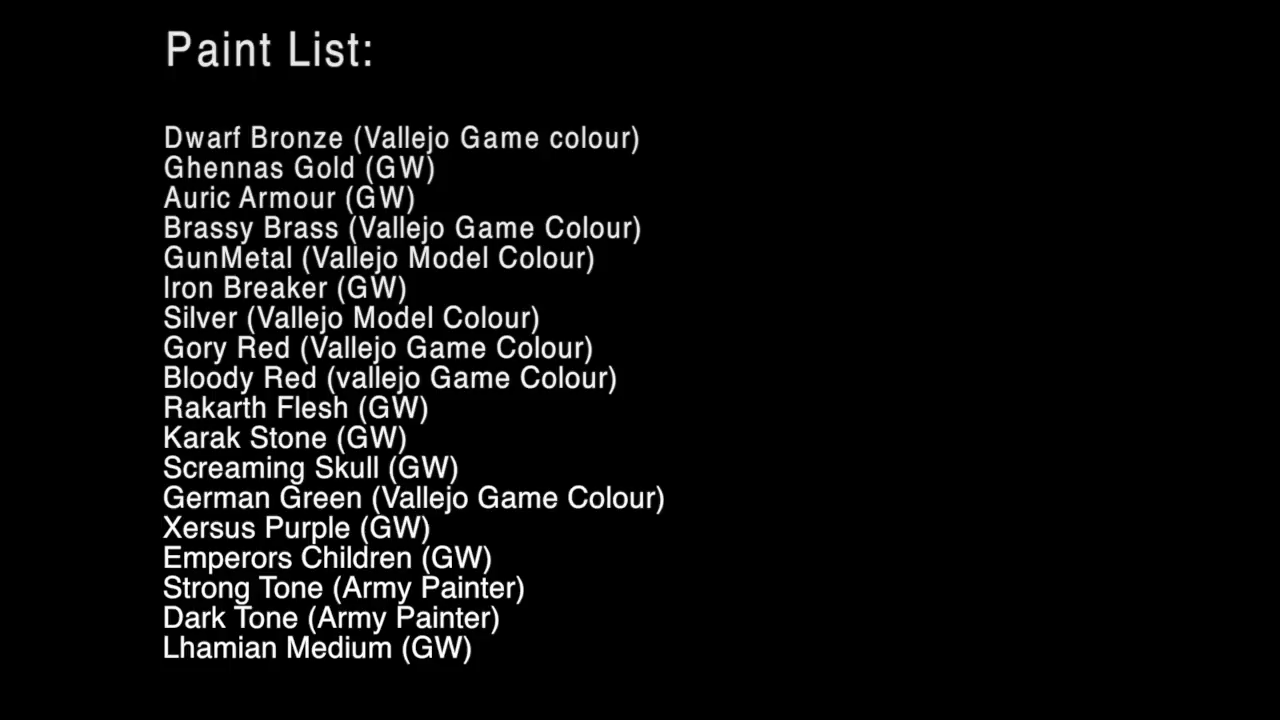 Paint List:
Dwarf Bronze (Vallejo Game colour)
Ghennas Gold (GW)
Auric Armour (GW)
Brassy Brass (Vallejo Game Colour)
GunMetal (Vallejo Model Colour)
Iron Breaker (GW)
Silver (Vallejo Model Colour)
Gory Red (Vallejo Game Colour)
Bloody Red (vallejo Game Colour)
Rakarth Flesh (GW)
Karak Stone (GW)
Screaming Skull (GW)
German Green (Vallejo Game Colour)
Xersus Purple (GW)
Emperors Children (GW)
Strong Tone (Army Painter)
Dark Tone (Army Painter)
Lhamian Medium (GW)